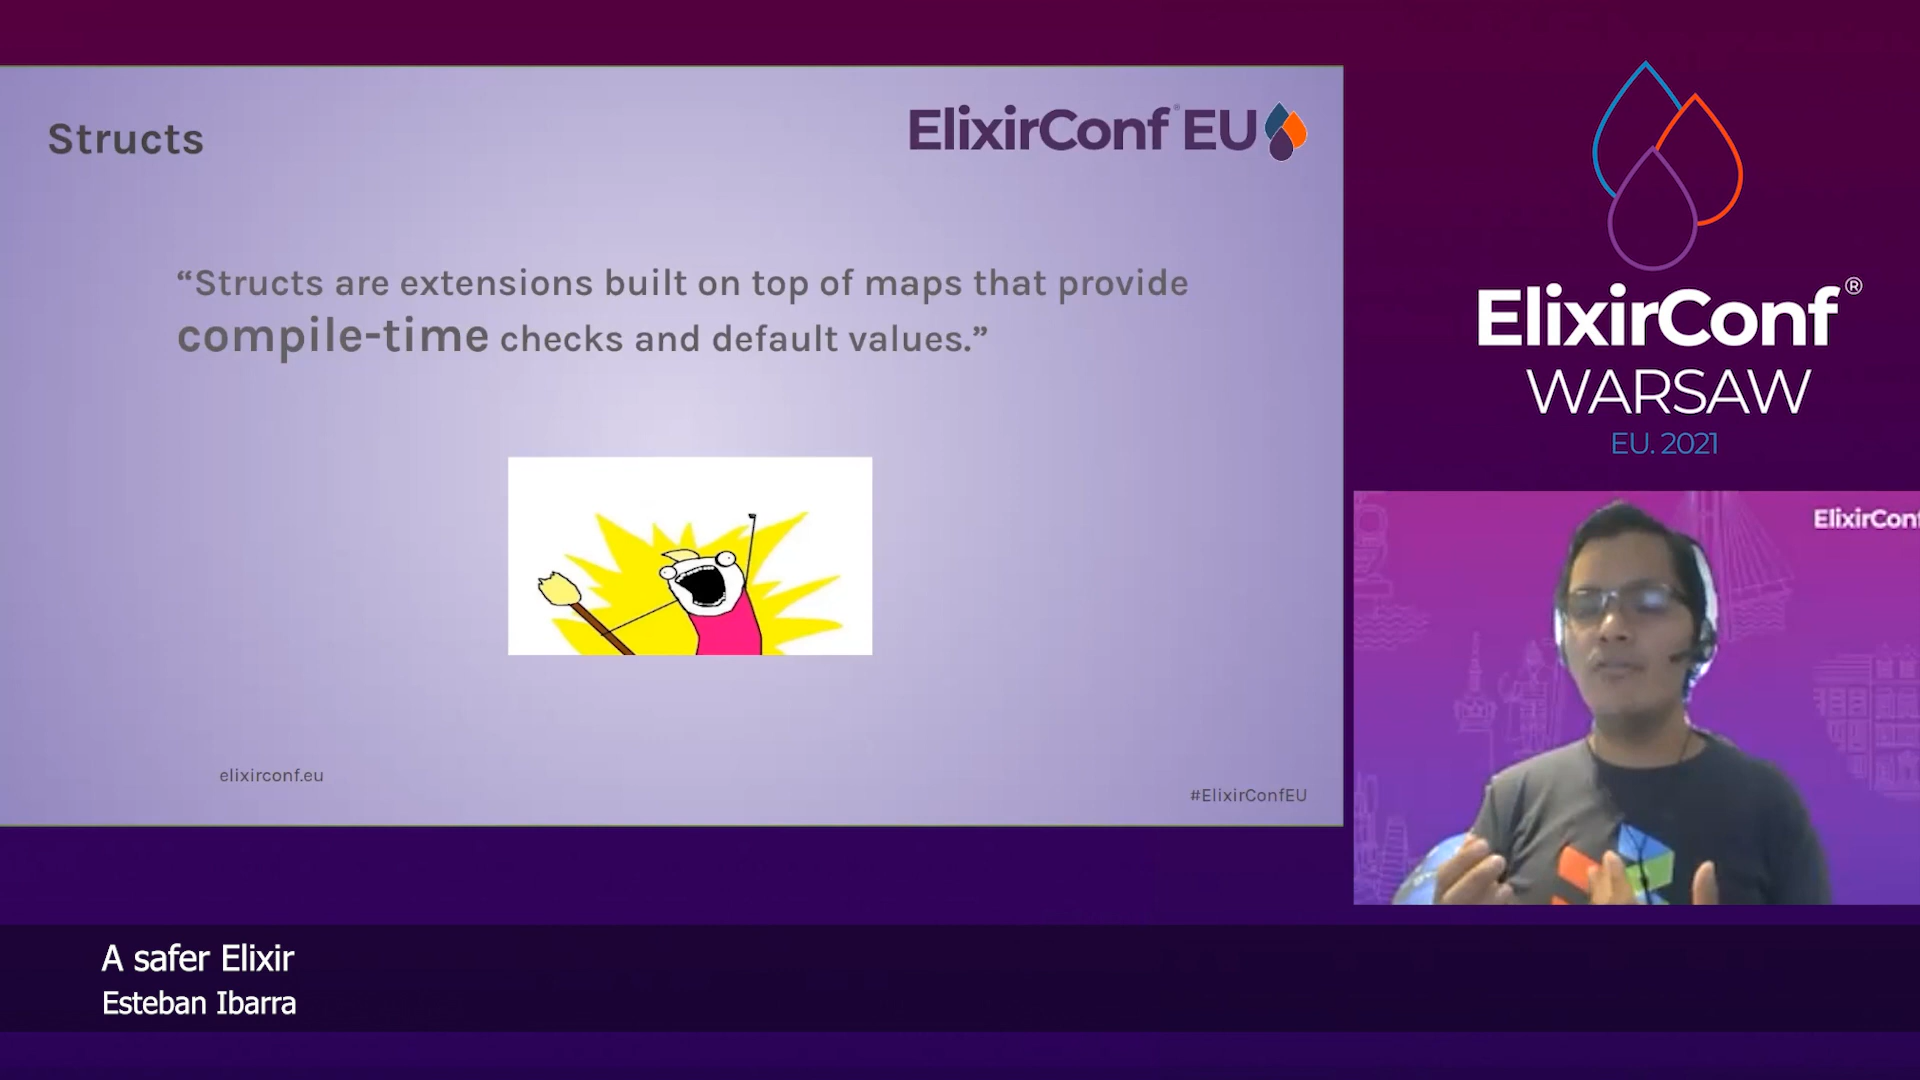 Structs
ElixirConf® EU
“Structs are extensions built on top of maps that provide
compile-time checks and default values.”
elixirconf.eu
#ElixirConfEU
ElixirConf®
WARSAW
EU. 2021
ElixirConf
A safer Elixir
Esteban Ibarra